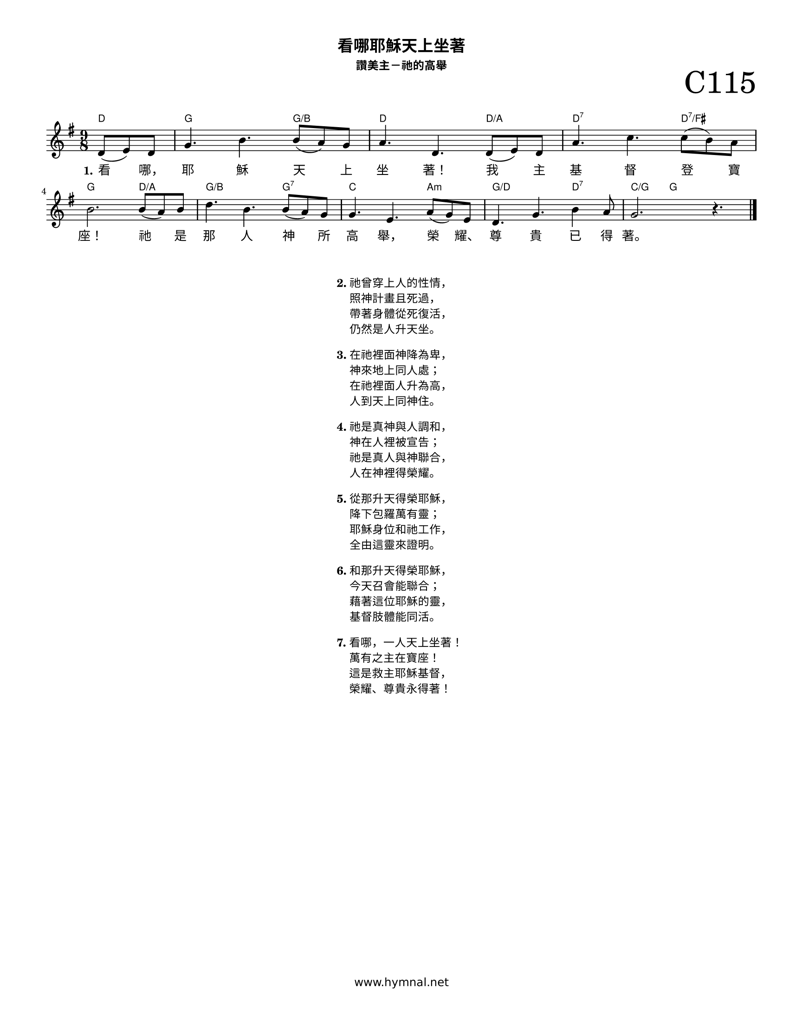 看哪耶穌天上坐著
讚美主－祂的高舉
C115
D G G/B D D/A D7 D7/F♯
1. 看 哪， 耶 穌 天 上 坐 著！ 我 主 基 督 登 寶
4 G D/A G/B G7 C Am G/D D7 C/G G
座！ 祂 是 那 人 神 所 高 舉， 榮 耀、 尊 貴 已 得 著。
2. 祂曾穿上人的性情，
照神計畫且死過，
帶著身體從死復活，
仍然是人升天坐。
3. 在祂裡面神降為卑，
神來地上同人處；
在祂裡面人升為高，
人到天上同神住。
4. 祂是真神與人調和，
神在人裡被宣告；
祂是真人與神聯合，
人在神裡得榮耀。
5. 從那升天得榮耶穌，
降下包羅萬有靈；
耶穌身位和祂工作，
全由這靈來證明。
6. 和那升天得榮耶穌，
今天召會能聯合；
藉著這位耶穌的靈，
基督肢體能同活。
7. 看哪，一人天上坐著！
萬有之主在寶座！
這是救主耶穌基督，
榮耀、尊貴永得著！
www.hymnal.net